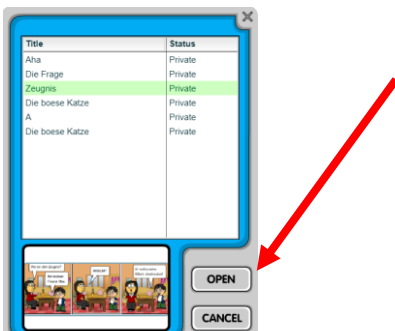 Title Status
Aha Private
Die Frage Private
Zeugnis Private
Die boese Katze Private
A Private
Die boese Katze Private
OPEN
CANCEL